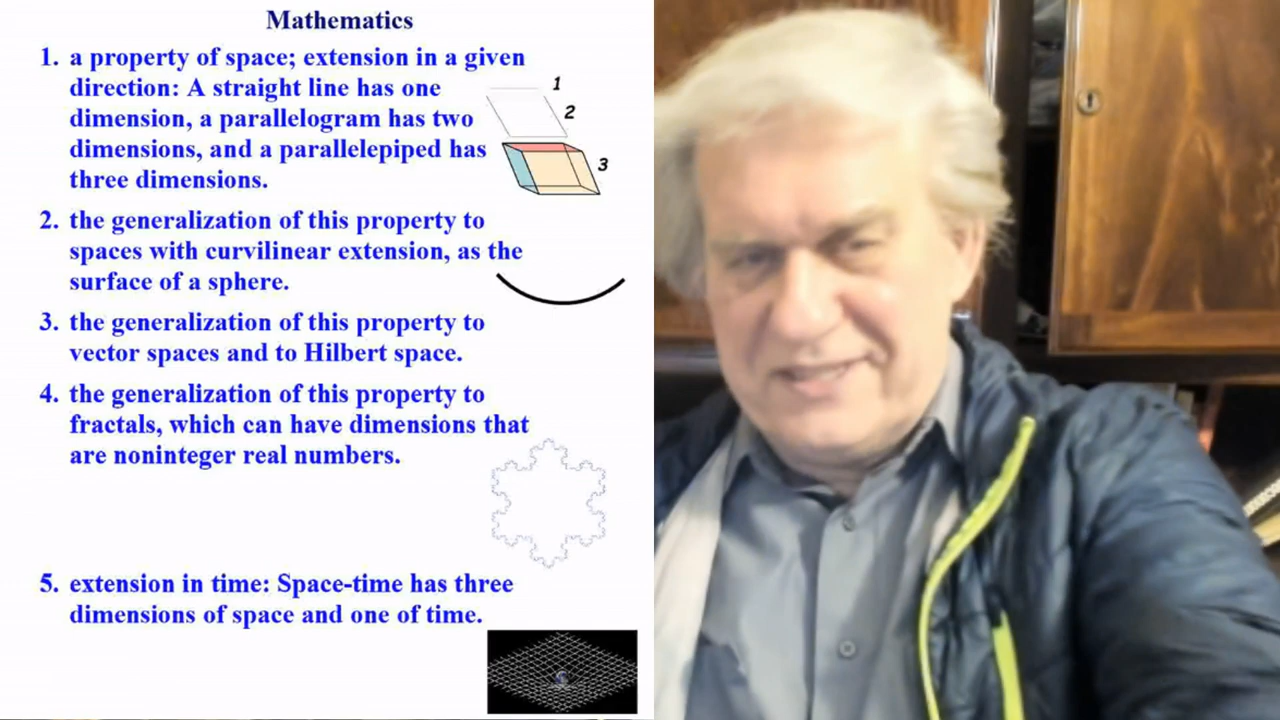 Mathematics
1. a property of space; extension in a given
direction: A straight line has one
dimension, a parallelogram has two
dimensions, and a parallelepiped has
three dimensions.
1
2
3
2. the generalization of this property to
spaces with curvilinear extension, as the
surface of a sphere.
3. the generalization of this property to
vector spaces and to Hilbert space.
4. the generalization of this property to
fractals, which can have dimensions that
are noninteger real numbers.
5. extension in time: Space-time has three
dimensions of space and one of time.